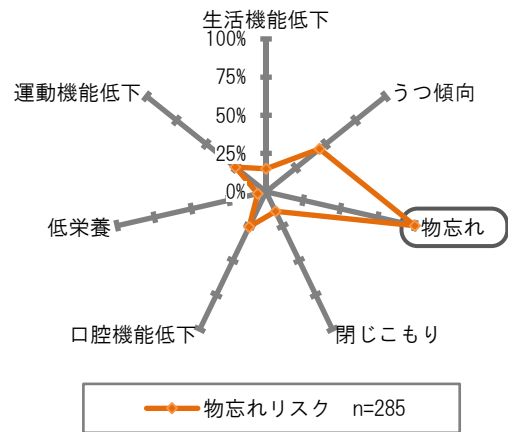 生活機能低下
100%
75%
50%
25%
0%
運動機能低下
うつ傾向
低栄養
物忘れ
口腔機能低下
閉じこもり
物忘れリスク n=285